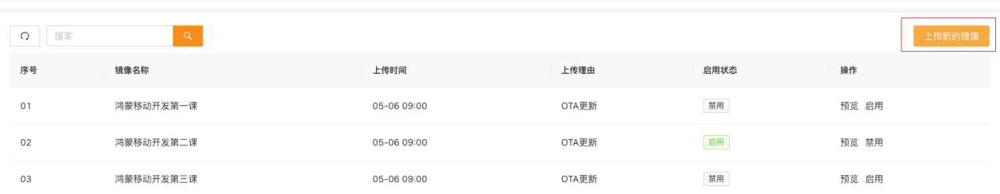 搜索 上传新的镜像
序号 镜像名称 上传时间 上传理由 启用状态 操作
01 鸿蒙移动开发第一课 05-06 09:00 OTA更新 禁用 预览 启用
02 鸿蒙移动开发第二课 05-06 09:00 OTA更新 启用 预览 禁用
03 鸿蒙移动开发第三课 05-06 09:00 OTA更新 禁用 预览 启用